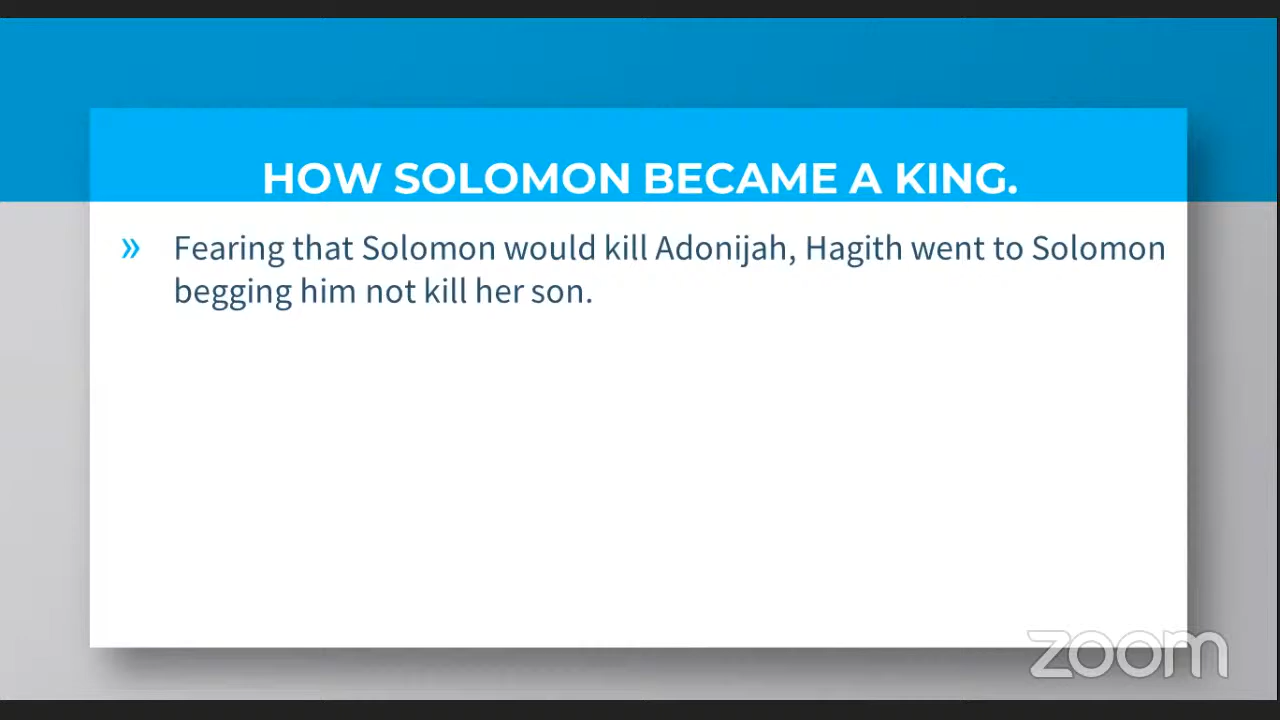 HOW SOLOMON BECAME A KING.
» Fearing that Solomon would kill Adonijah, Hagith went to Solomon
begging him not kill her son.
zoom